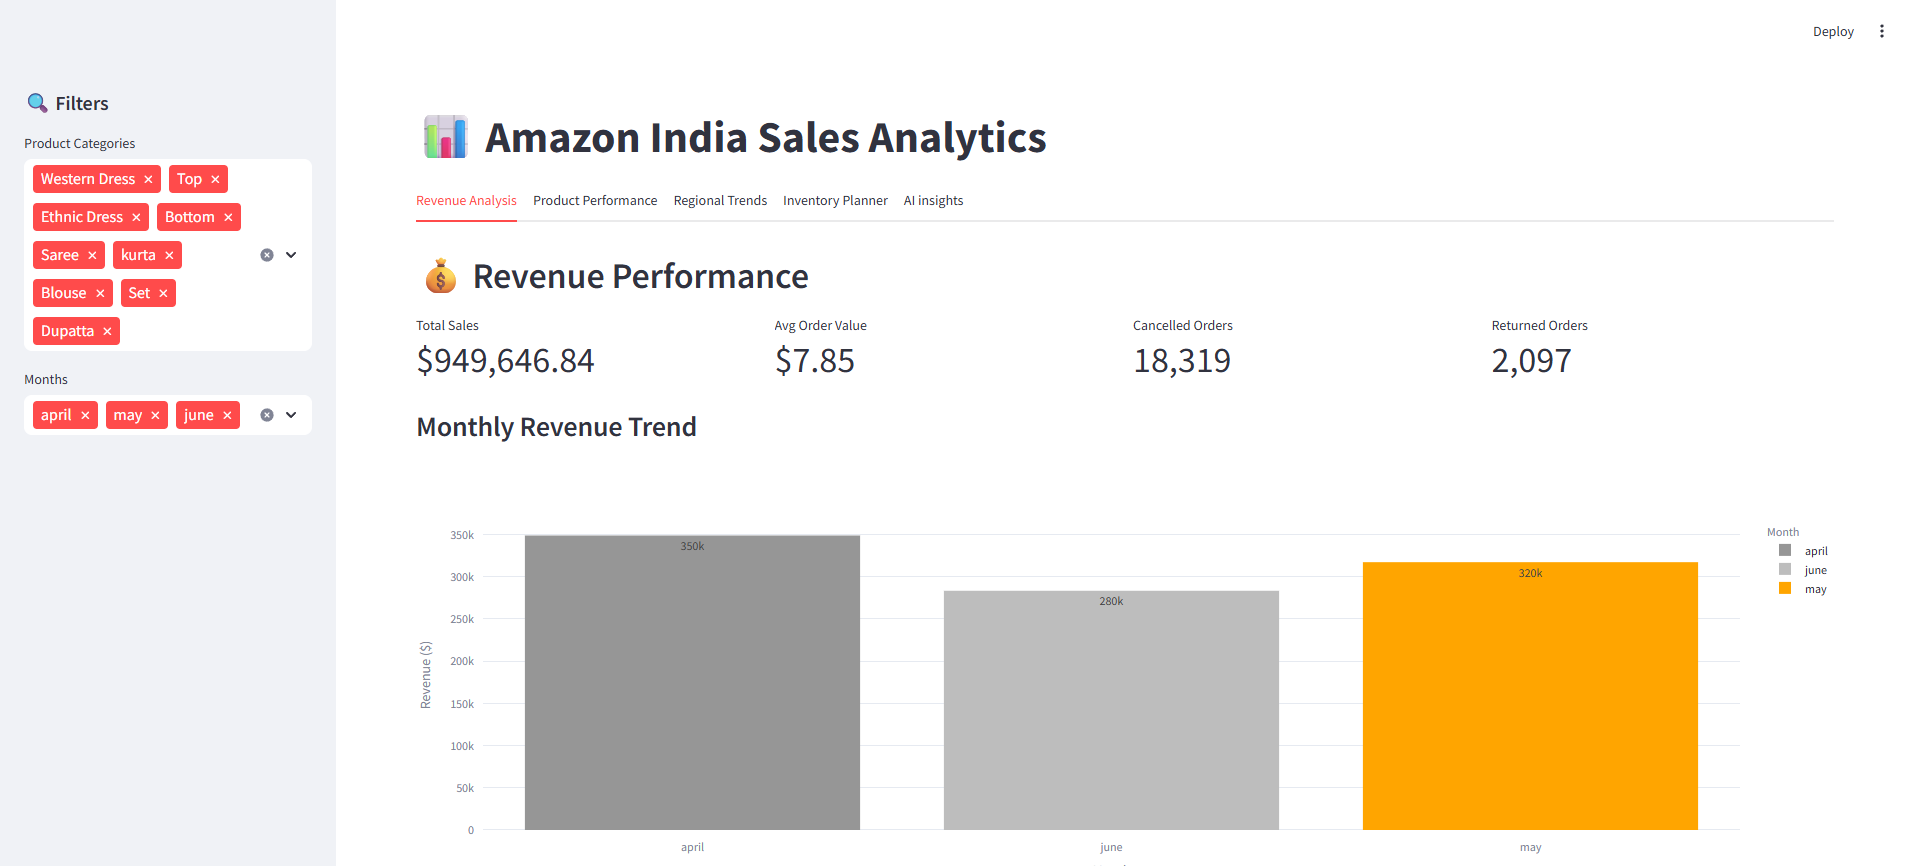 Deploy
Filters
Product Categories
Western Dress
Top
Ethnic Dress
Bottom
Saree
kurta
Blouse
Set
Dupatta
Months
april
may
june
Amazon India Sales Analytics
Revenue Analysis
Product Performance
Regional Trends
Inventory Planner
AI insights
Revenue Performance
Total Sales
$949,646.84
Avg Order Value
$7.85
Cancelled Orders
18,319
Returned Orders
2,097
Monthly Revenue Trend
Revenue ($)
350k
300k
250k
200k
150k
100k
50k
0
350k
280k
320k
april
june
may
Month
april
june
may